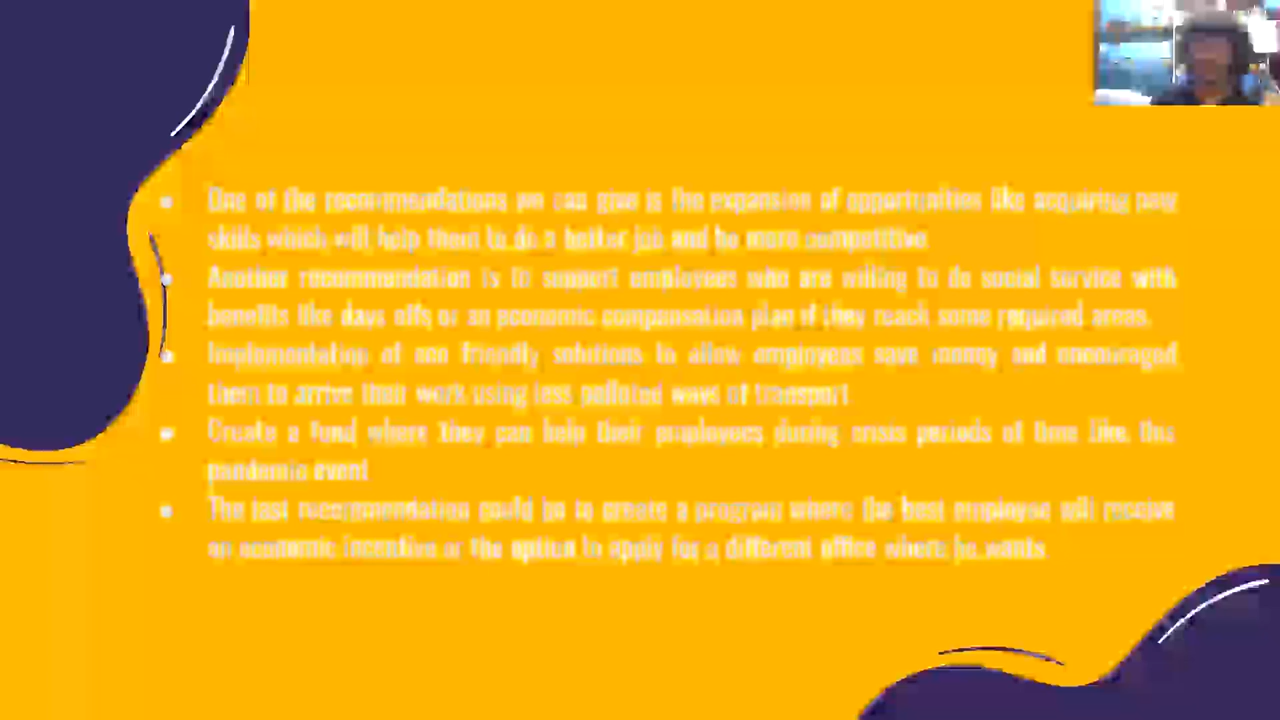 One of the recommendations we can give is the expansion of opportunities like acquiring new
skills which will help them to do a better job and be more competitive
Another recommendation is to support employees who are willing to do social service with
benefits like days offs or an economic compensation plan if they reach some required areas.
Implementation of eco friendly solutions to allow employees save money and encouraged
them to arrive their work using less polluted ways of transport
Create a fund where they can help their employees during crisis periods of time like this
pandemic event
The last recommendation could be to create a program where the best employee will receive
an economic incentive or the option to apply for a different office where he wants